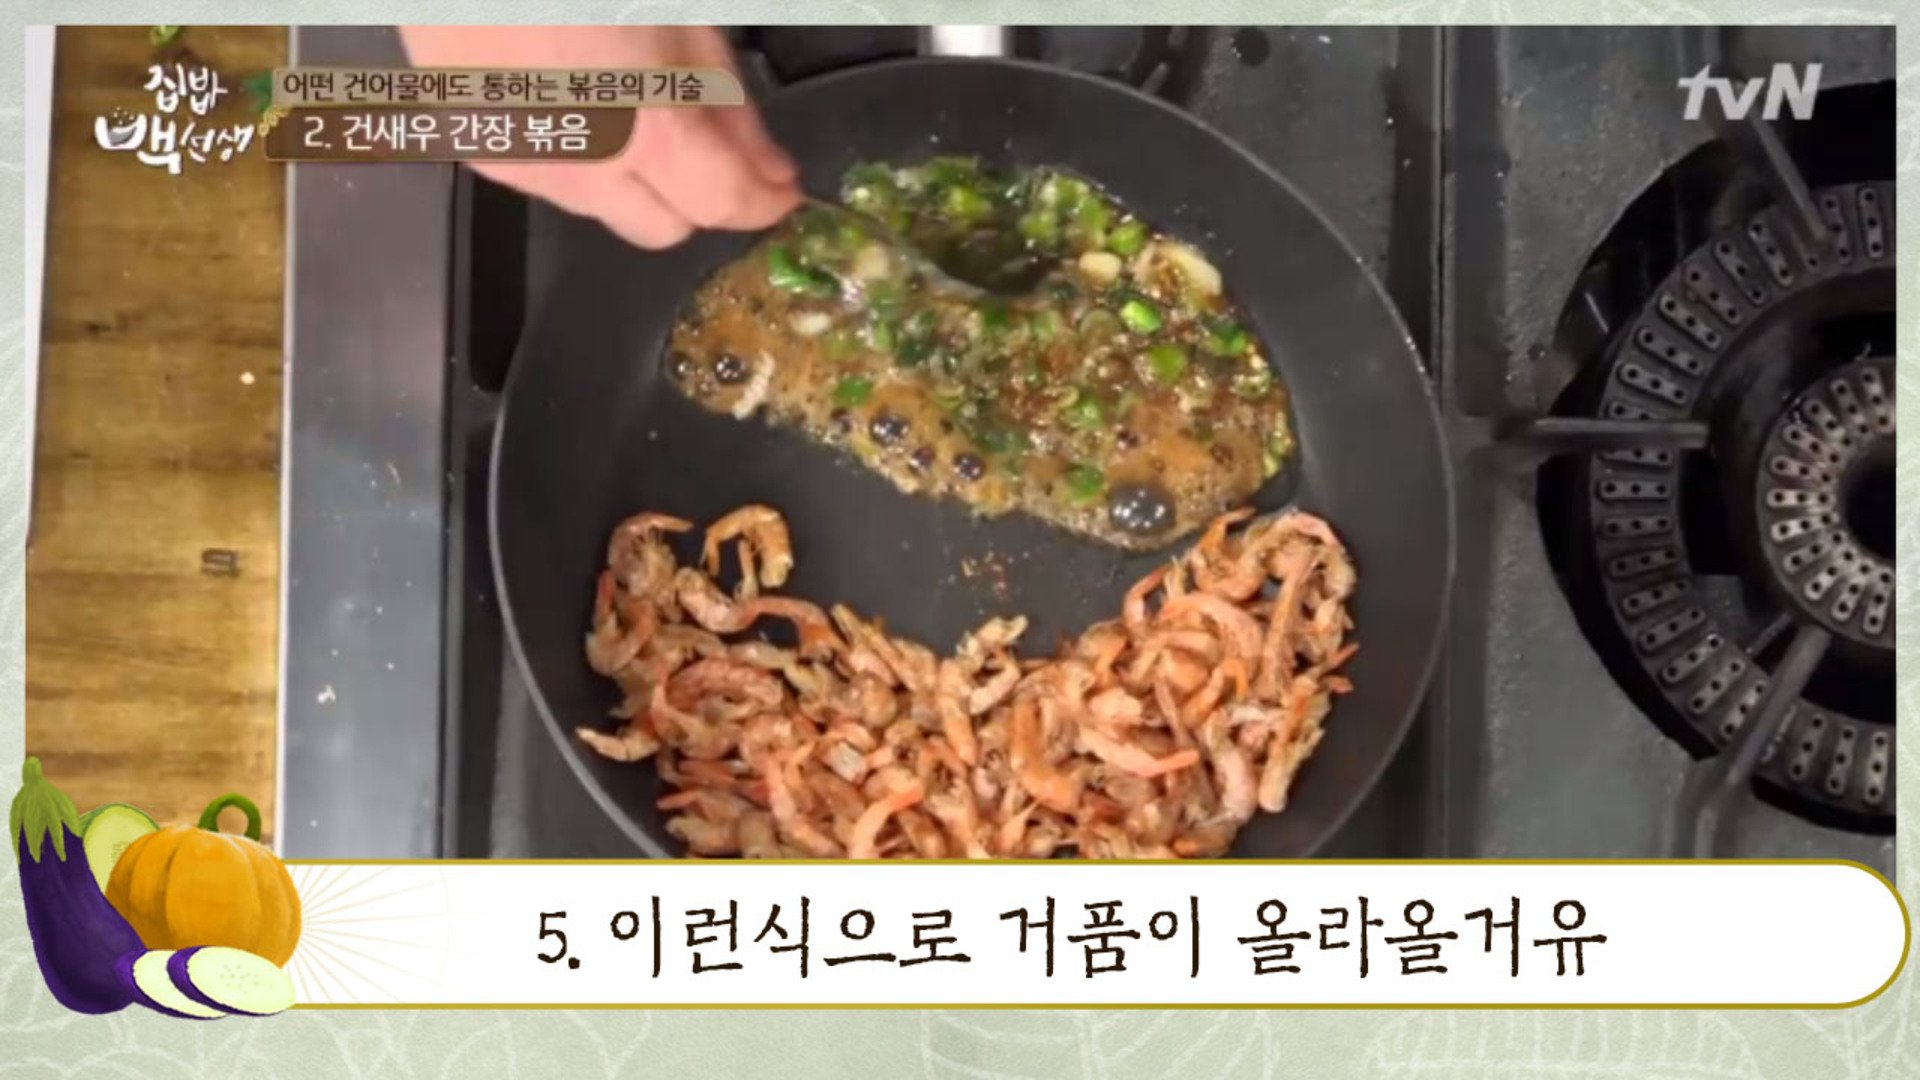 집밥
백선생
어떤 건어물에도 통하는 볶음의 기술
2. 건새우 간장 볶음
tvN
5. 이런식으로 거품이 올라올거유